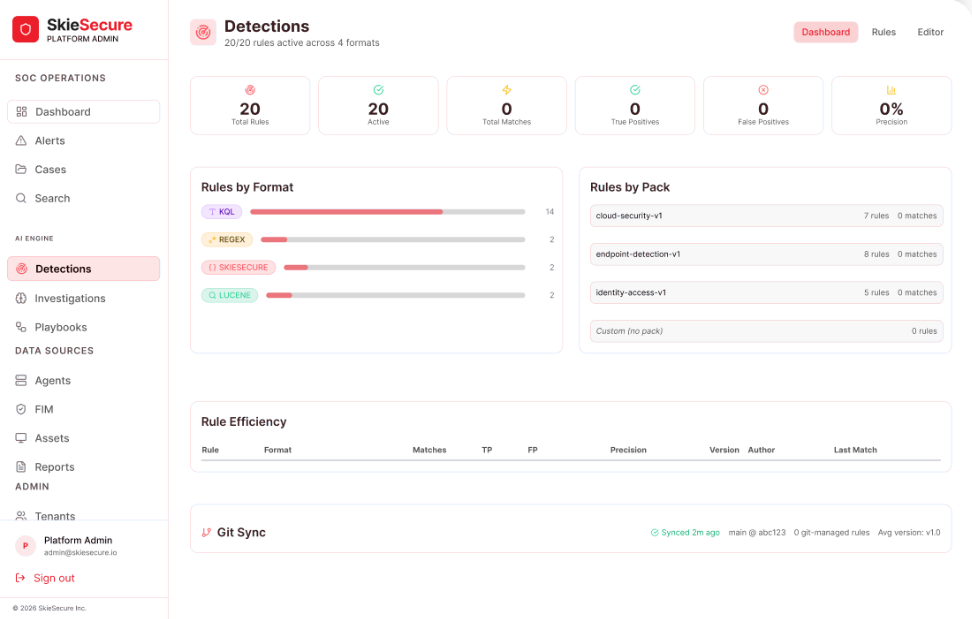 SkieSecure
PLATFORM ADMIN
SOC OPERATIONS
Dashboard
Alerts
Cases
Search
AI ENGINE
Detections
Investigations
Playbooks
DATA SOURCES
Agents
FIM
Assets
Reports
ADMIN
Tenants
P
Platform Admin
admin@skiesecure.io
Sign out
© 2026 SkieSecure Inc.
Detections
20/20 rules active across 4 formats
Dashboard Rules Editor
20 20 0 0 0 0%
Total Rules Active Total Matches True Positives False Positives Precision
Rules by Format
KQL 14
REGEX 2
SKIESECURE 2
LUCENE 2
Rules by Pack
cloud-security-v1 7 rules 0 matches
endpoint-detection-v1 8 rules 0 matches
identity-access-v1 5 rules 0 matches
Custom (no pack) 0 rules
Rule Efficiency
Rule Format Matches TP FP Precision Version Author Last Match
Git Sync Synced 2m ago main @ abc123 0 git-managed rules Avg version: v1.0